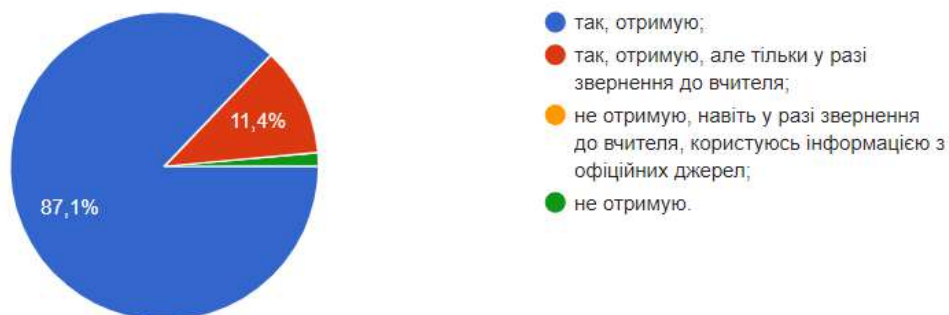 87,1%
11,4%
так, отримую;
так, отримую, але тільки у разі
звернення до вчителя;
не отримую, навіть у разі звернення
до вчителя, користуюсь інформацією з
офіційних джерел;
не отримую.